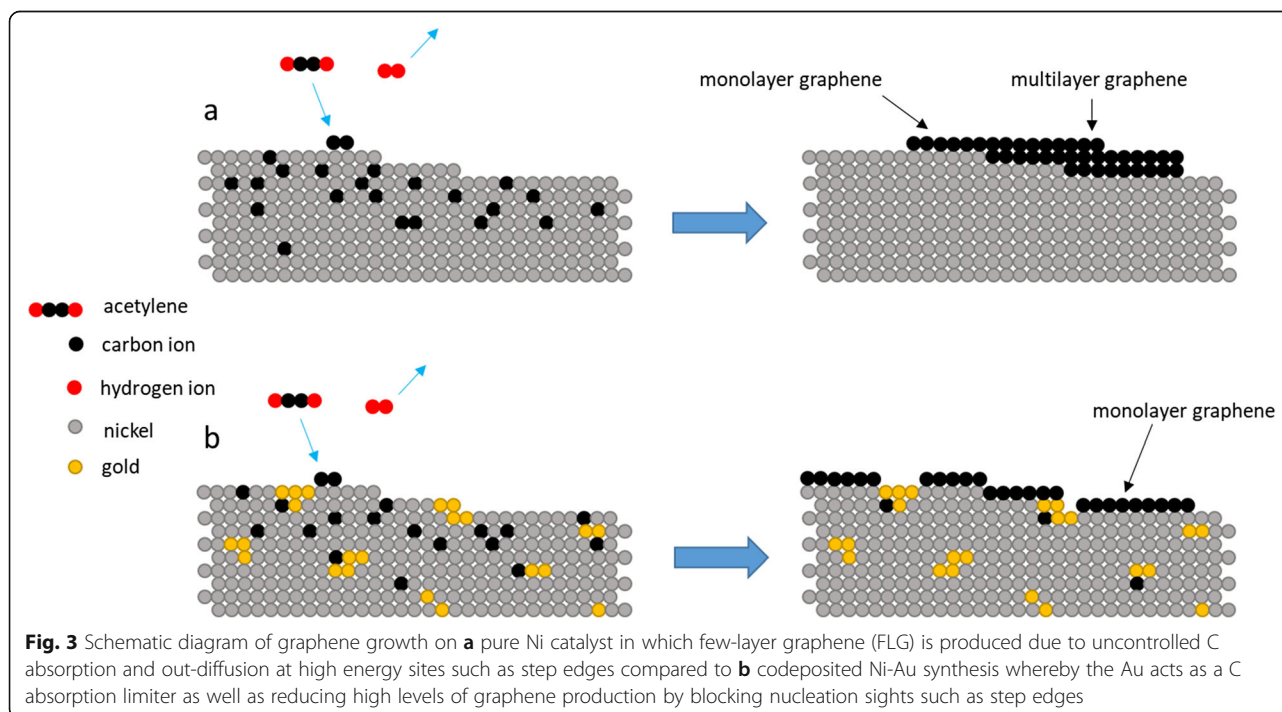 a
monolayer graphene
multilayer graphene
acetylene
carbon ion
hydrogen ion
nickel
gold
b
monolayer graphene
Fig. 3 Schematic diagram of graphene growth on a pure Ni catalyst in which few-layer graphene (FLG) is produced due to uncontrolled C
absorption and out-diffusion at high energy sites such as step edges compared to b codeposited Ni-Au synthesis whereby the Au acts as a C
absorption limiter as well as reducing high levels of graphene production by blocking nucleation sights such as step edges